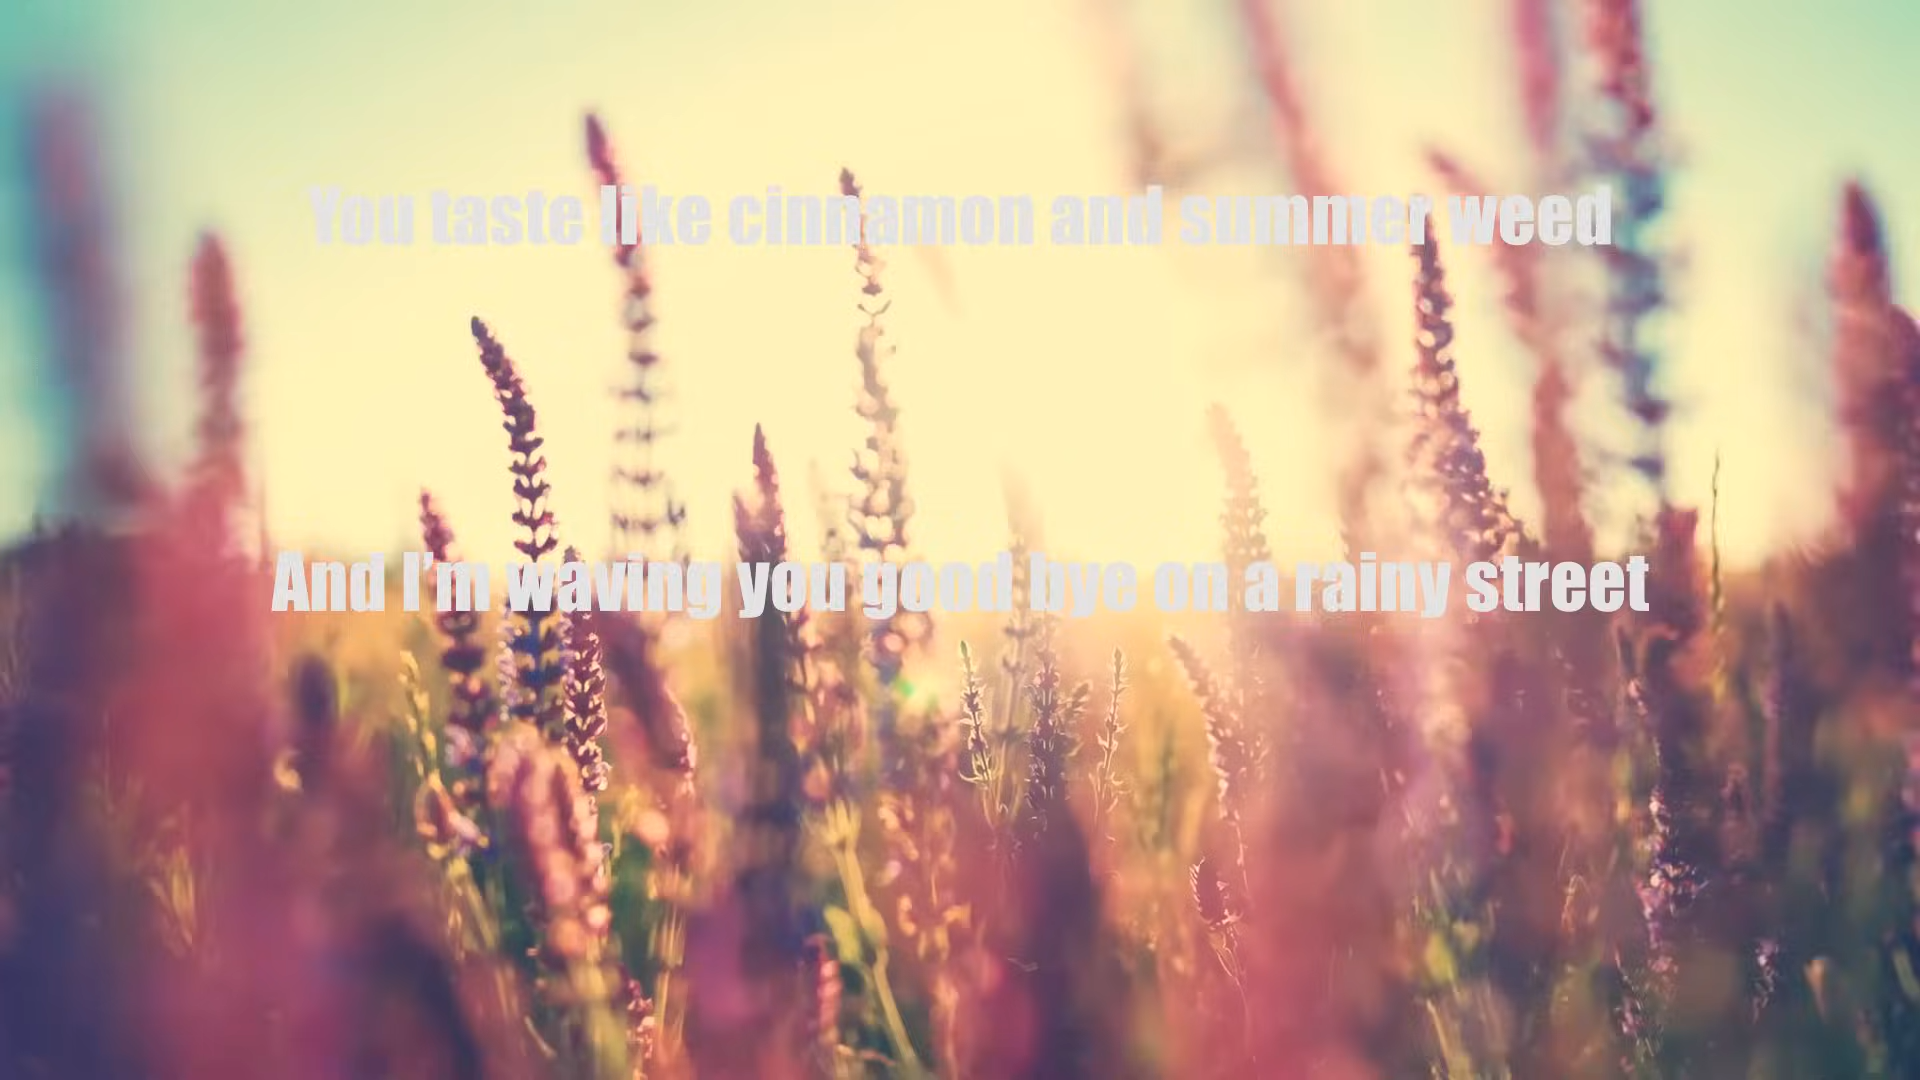 You taste like cinnamon and summer weed
And I’m waving you good bye on a rainy street